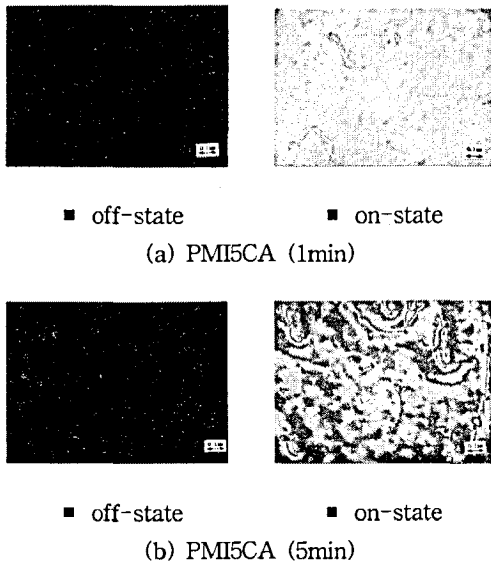 ■ off-state ■ on-state
(a) PMI5CA (1min)
■ off-state ■ on-state
(b) PMI5CA (5min)